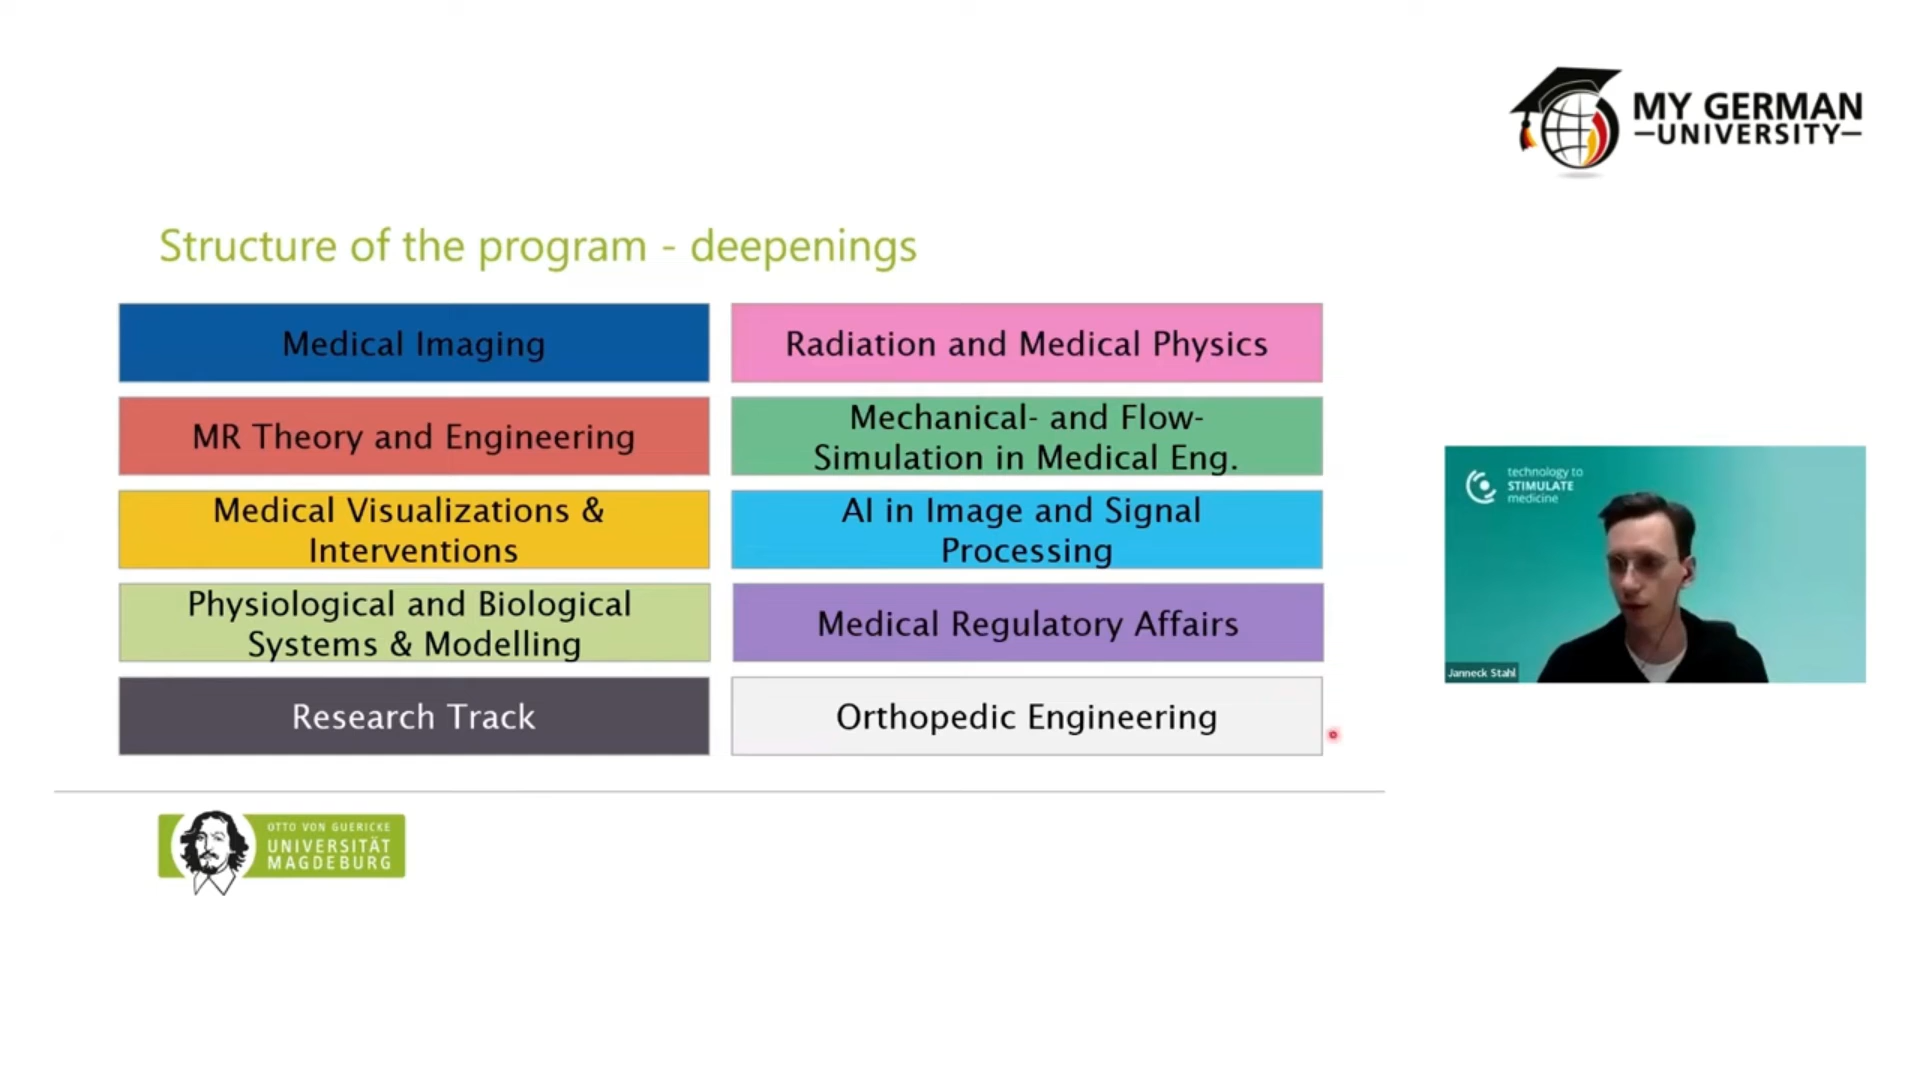 MY GERMAN
UNIVERSITY
Structure of the program - deepenings
Medical Imaging
Radiation and Medical Physics
MR Theory and Engineering
Mechanical- and Flow-
Simulation in Medical Eng.
Medical Visualizations &
Interventions
AI in Image and Signal
Processing
Physiological and Biological
Systems & Modelling
Medical Regulatory Affairs
Research Track
Orthopedic Engineering
technology to
STIMULATE
medicine
Janneck Stahl
OTTO VON GUERICKE
UNIVERSITÄT
MAGDEBURG